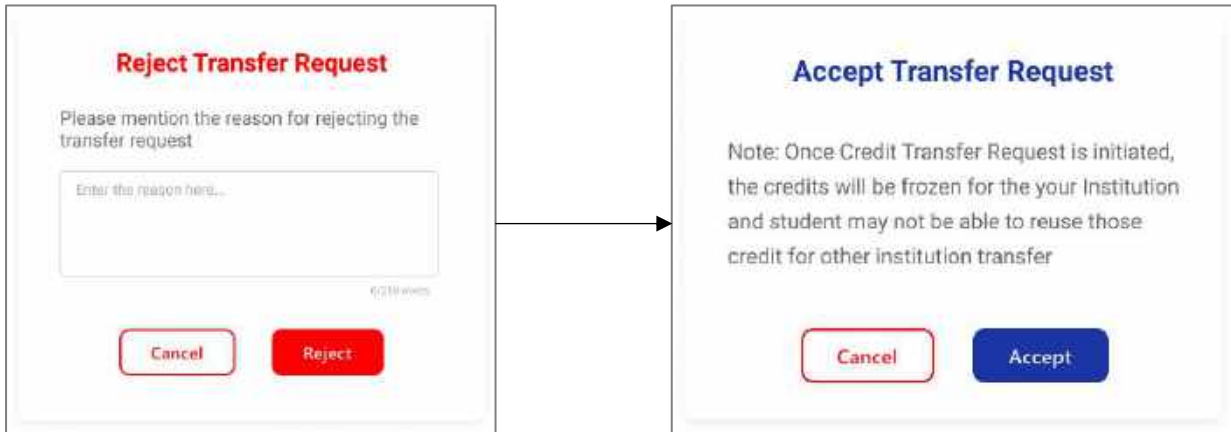 Reject Transfer Request
Please mention the reason for rejecting the
transfer request
Enter the reason here...
Cancel
Reject
Accept Transfer Request
Note: Once Credit Transfer Request is initiated,
the credits will be frozen for the your Institution
and student may not be able to reuse those
credit for other institution transfer
Cancel
Accept